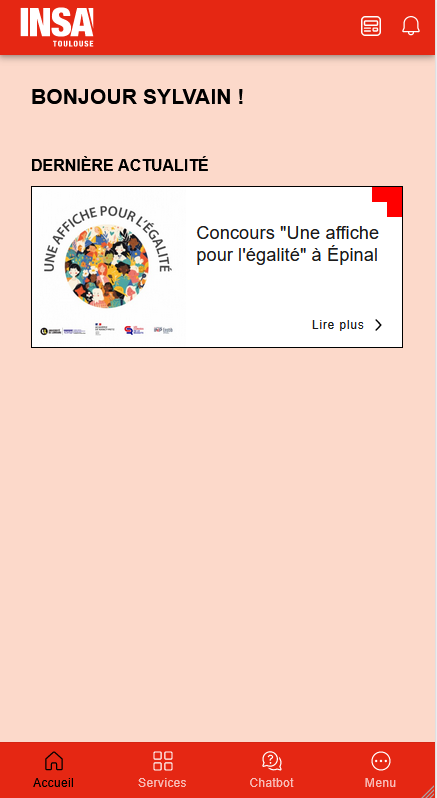 INSA
TOULOUSE
BONJOUR SYLVAIN !
DERNIÈRE ACTUALITÉ
UNE AFFICHE POUR L'ÉGALITÉ
Concours "Une affiche
pour l'égalité" à Épinal
Lire plus
Accueil
Services
Chatbot
Menu